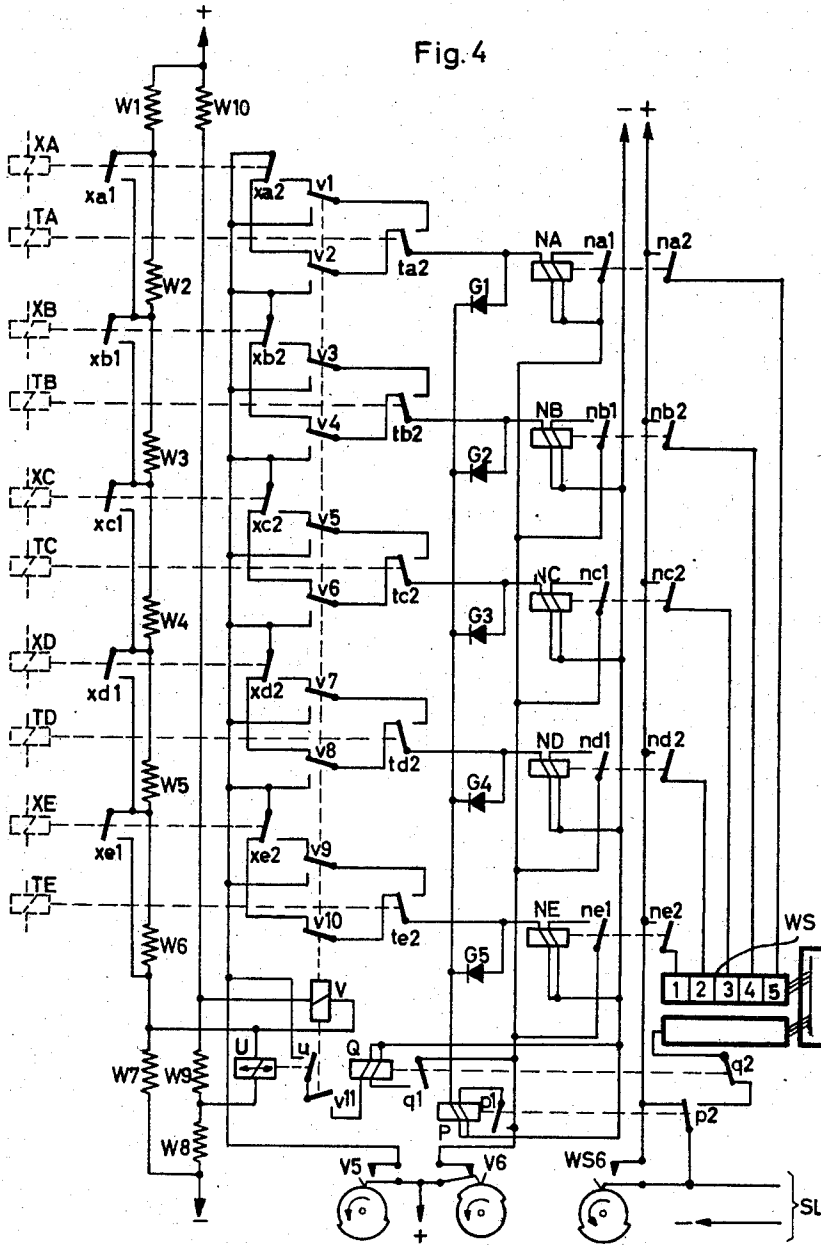 +
Fig. 4
W1
W10
- +
XA
xa1
xa2
v1
TA
v2
ta2
NA
na1
na2
G1
W2
XB
xb1
xb2
v3
TB
v4
tb2
NB
nb1
nb2
G2
W3
XC
xc1
xc2
v5
TC
v6
tc2
NC
nc1
nc2
G3
W4
XD
xd1
xd2
v7
TD
v8
td2
ND
nd1
nd2
G4
W5
XE
xe1
xe2
v9
TE
v10
te2
NE
ne1
ne2
G5
W6
WS
1 2 3 4 5
V
U
u
Q
q1
q2
W7
W9
v11
P
p1
p2
W8
V5
V6
WS6
SL
-
+
-